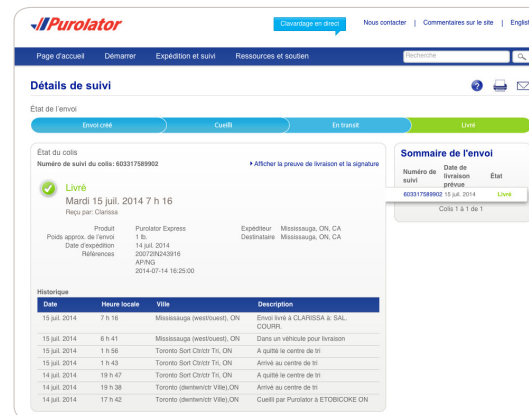 Purolator
Clavardage en direct
Nous contacter | Commentaires sur le site | English
Page d'accueil Démarrer Expédition et suivi Ressources et soutien
Recherche
Détails de suivi
État de l'envoi
Envoi créé Cueilli En transit Livré
État du colis
Numéro de suivi du colis: 603317589902
Afficher la preuve de livraison et la signature
Livré
Mardi 15 juil. 2014 7 h 16
Reçu par: Clarissa
Produit Purolator Express
Poids approx. de l'envoi 1 lb.
Date d'expédition 14 juil. 2014
Références 20072IN243916
AP/NG
2014-07-14 16:25:00
Expéditeur Mississauga, ON, CA
Destinataire Mississauga, ON, CA
Historique
Date Heure locale Ville Description
15 juil. 2014 7 h 16 Mississauga (west/ouest), ON Envoi livré à CLARISSA à: SAL.
COURR.
15 juil. 2014 6 h 41 Mississauga (west/ouest), ON Dans un véhicule pour livraison
15 juil. 2014 1 h 56 Toronto Sort Ctr/ctr Tri, ON A quitté le centre de tri
15 juil. 2014 1 h 43 Toronto Sort Ctr/ctr Tri, ON Arrivé au centre de tri
14 juil. 2014 19 h 47 Toronto Sort Ctr/ctr Tri, ON A quitté le centre de tri
14 juil. 2014 19 h 38 Toronto (dwntwn/ctr Ville),ON Arrivé au centre de tri
14 juil. 2014 17 h 42 Toronto (dwntwn/ctr Ville),ON Cueilli par Purolator à ETOBICOKE ON
Sommaire de l'envoi
Numéro de
suivi
Date de
livraison
prévue
État
603317589902 15 juil. 2014 Livré
Colis 1 à 1 de 1